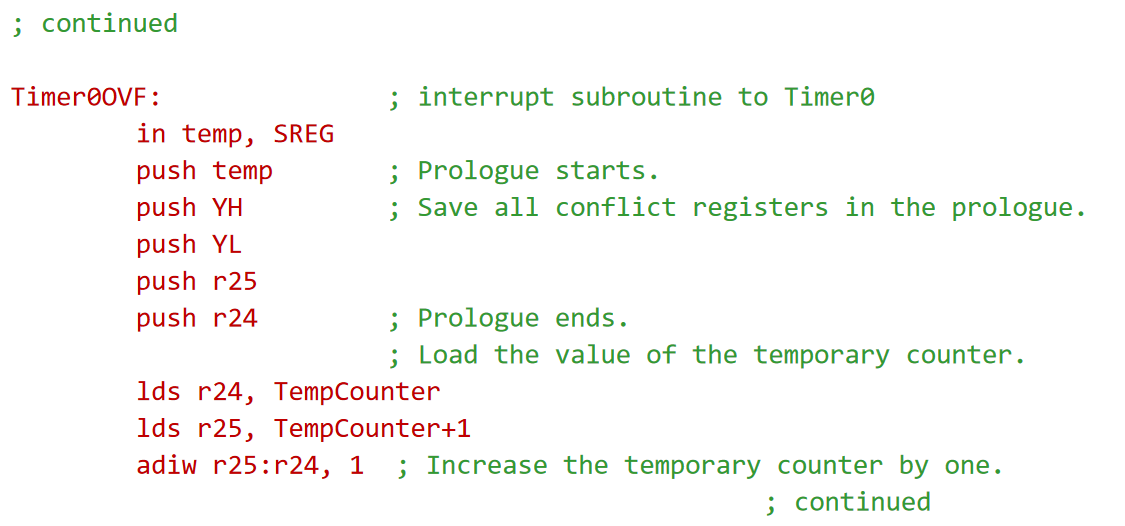 ; continued
Timer0OVF: ; interrupt subroutine to Timer0
in temp, SREG
push temp ; Prologue starts.
push YH ; Save all conflict registers in the prologue.
push YL
push r25
push r24 ; Prologue ends.
; Load the value of the temporary counter.
lds r24, TempCounter
lds r25, TempCounter+1
adiw r25:r24, 1 ; Increase the temporary counter by one.
; continued